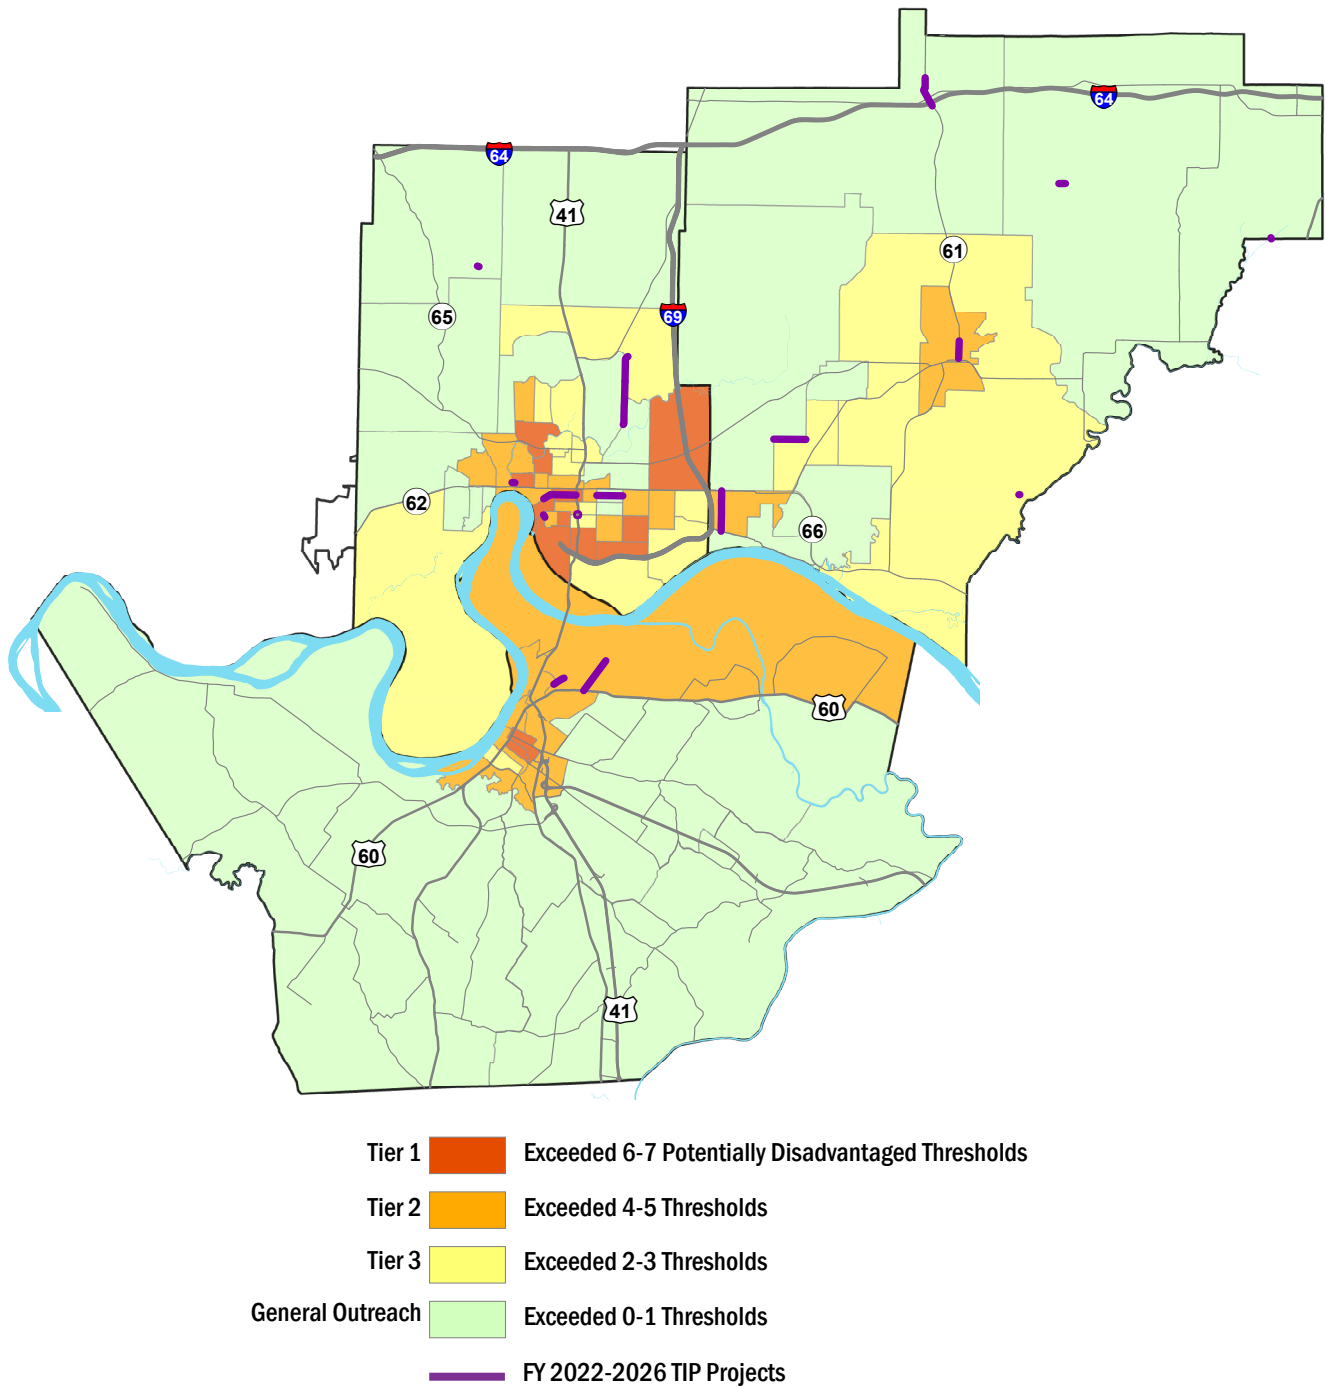 64
64
41
61
65
69
62
66
60
60
41
Tier 1 Exceeded 6-7 Potentially Disadvantaged Thresholds
Tier 2 Exceeded 4-5 Thresholds
Tier 3 Exceeded 2-3 Thresholds
General Outreach Exceeded 0-1 Thresholds
FY 2022-2026 TIP Projects